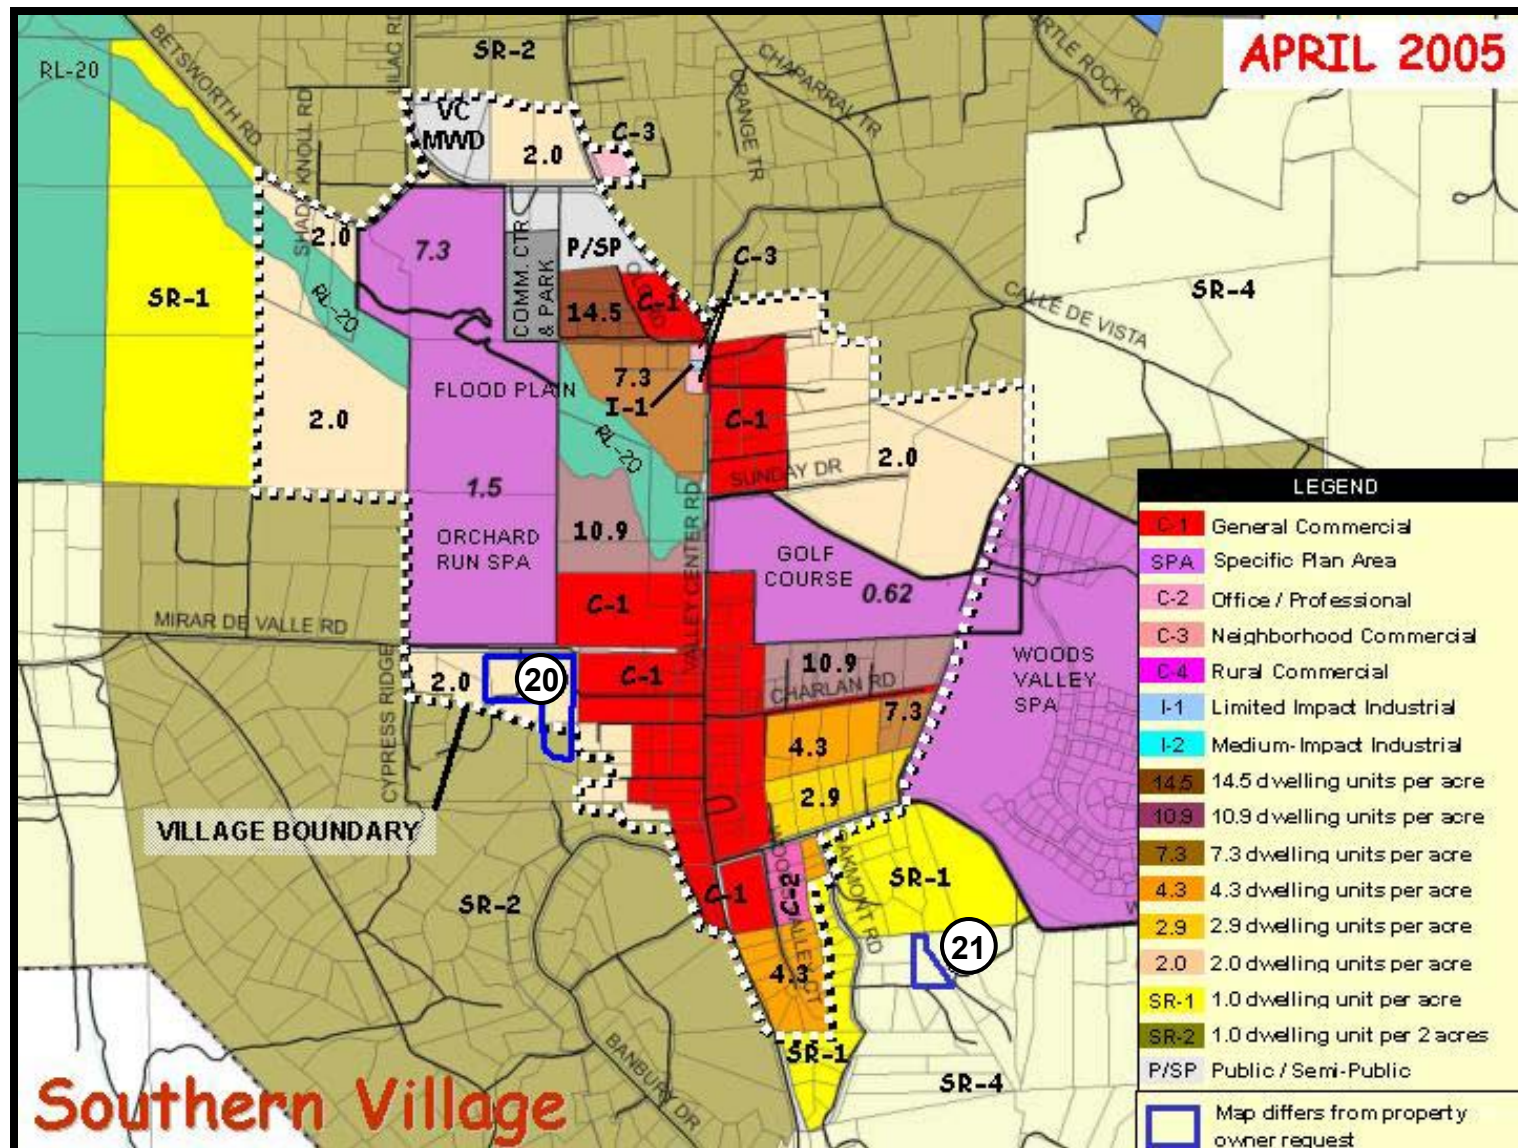 APRIL 2005
BETSWORTH RD
LILAC RD
SR-2
CHAPARRAL TR
RTLE ROCK RD
RL-20
SHADY KNOLL RD
VC
MWD
C-3
ORANGE TR
2.0
2.0
7.3
COMM. CTR
& PARK
P/SP
C-3
SR-1
RL-20
14.5
C-1
SR-4
CALLE DE VISTA
FLOOD PLAIN
7.3
I-1
2.0
C-1
RL-20
SUNDAY DR
2.0
1.5
ORCHARD
RUN SPA
10.9
VALLEY CENTER RD
GOLF
COURSE
0.62
C-1
MIRAR DE VALLE RD
CYPRESS RIDGE
2.0
20
C-1
10.9
CHARLAN RD
WOODS
VALLEY
SPA
7.3
4.3
2.9
VILLAGE BOUNDARY
SR-2
C-1
C-2
OAKMONT RD
SR-1
21
4.3
SR-1
SR-4
BANBURY DR
Southern Village
LEGEND
C-1 General Commercial
SPA Specific Plan Area
C-2 Office / Professional
C-3 Neighborhood Commercial
C-4 Rural Commercial
I-1 Limited Impact Industrial
I-2 Medium-Impact Industrial
14.5 14.5 dwelling units per acre
10.9 10.9 dwelling units per acre
7.3 7.3 dwelling units per acre
4.3 4.3 dwelling units per acre
2.9 2.9 dwelling units per acre
2.0 2.0 dwelling units per acre
SR-1 1.0 dwelling unit per acre
SR-2 1.0 dwelling unit per 2 acres
P/SP Public / Semi-Public
Map differs from property
owner request